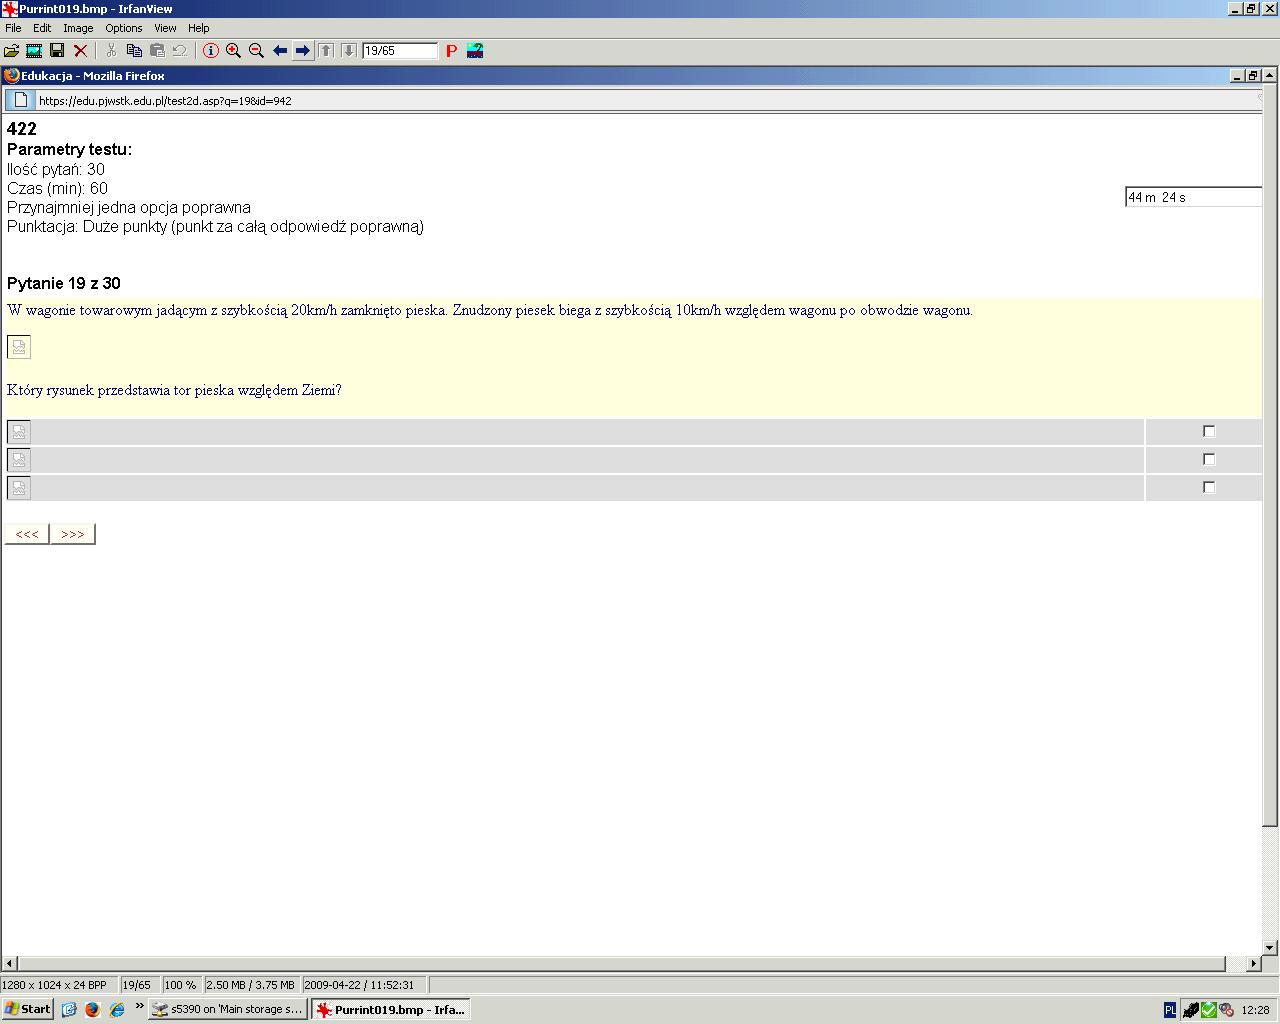 Purrint019.bmp - IrfanView
File Edit Image Options View Help
19/65
Edukacja - Mozilla Firefox
https://edu.pjwstk.edu.pl/test2d.asp?q=19&id=942
422
Parametry testu:
Ilość pytań: 30
Czas (min): 60
Przynajmniej jedna opcja poprawna
Punktacja: Duże punkty (punkt za całą odpowiedź poprawną)
44 m 24 s
Pytanie 19 z 30
W wagonie towarowym jadącym z szybkością 20km/h zamknięto pieska. Znudzony piesek biega z szybkością 10km/h względem wagonu po obwodzie wagonu.
Który rysunek przedstawia tor pieska względem Ziemi?
<<< >>>
1280 x 1024 x 24 BPP 19/65 100 % 2.50 MB / 3.75 MB 2009-04-22 / 11:52:31
Start » s5390 on 'Main storage s... Purrint019.bmp - Irfa... PL 12:28